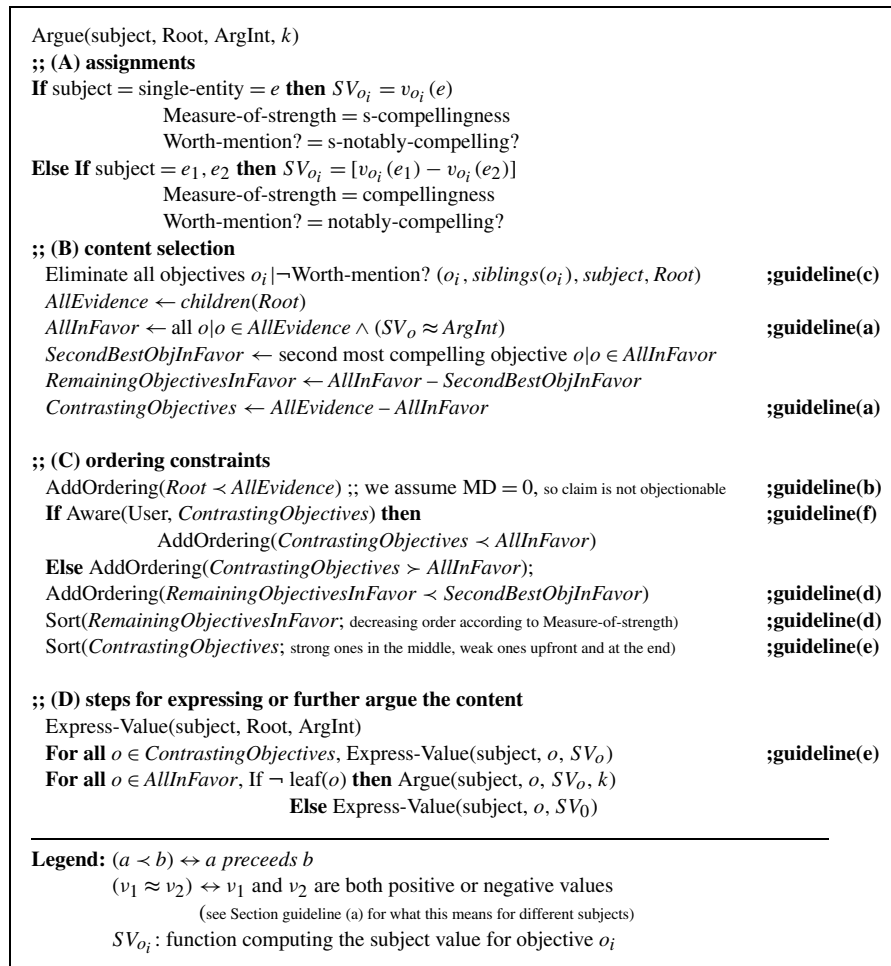 Argue(subject, Root, ArgInt, k)
;; (A) assignments
If subject = single-entity = e then SV_{o_i} = v_{o_i}(e)
Measure-of-strength = s-compellingness
Worth-mention? = s-notably-compelling?
Else If subject = e_1, e_2 then SV_{o_i} = [v_{o_i}(e_1) − v_{o_i}(e_2)]
Measure-of-strength = compellingness
Worth-mention? = notably-compelling?
;; (B) content selection
Eliminate all objectives o_i|¬Worth-mention? (o_i, siblings(o_i), subject, Root) ;guideline(c)
AllEvidence ← children(Root)
AllInFavor ← all o|o ∈ AllEvidence ∧ (SV_o ≈ ArgInt) ;guideline(a)
SecondBestObjInFavor ← second most compelling objective o|o ∈ AllInFavor
RemainingObjectivesInFavor ← AllInFavor – SecondBestObjInFavor
ContrastingObjectives ← AllEvidence – AllInFavor ;guideline(a)
;; (C) ordering constraints
AddOrdering(Root ≺ AllEvidence) ;; we assume MD = 0, so claim is not objectionable ;guideline(b)
If Aware(User, ContrastingObjectives) then ;guideline(f)
AddOrdering(ContrastingObjectives ≺ AllInFavor)
Else AddOrdering(ContrastingObjectives ≻ AllInFavor);
AddOrdering(RemainingObjectivesInFavor ≺ SecondBestObjInFavor) ;guideline(d)
Sort(RemainingObjectivesInFavor; decreasing order according to Measure-of-strength) ;guideline(d)
Sort(ContrastingObjectives; strong ones in the middle, weak ones upfront and at the end) ;guideline(e)
;; (D) steps for expressing or further argue the content
Express-Value(subject, Root, ArgInt)
For all o ∈ ContrastingObjectives, Express-Value(subject, o, SV_o) ;guideline(e)
For all o ∈ AllInFavor, If ¬ leaf(o) then Argue(subject, o, SV_o, k)
Else Express-Value(subject, o, SV_0)
Legend: (a ≺ b) ↔ a preceeds b
(ν_1 ≈ ν_2) ↔ ν_1 and ν_2 are both positive or negative values
(see Section guideline (a) for what this means for different subjects)
SV_{o_i}: function computing the subject value for objective o_i